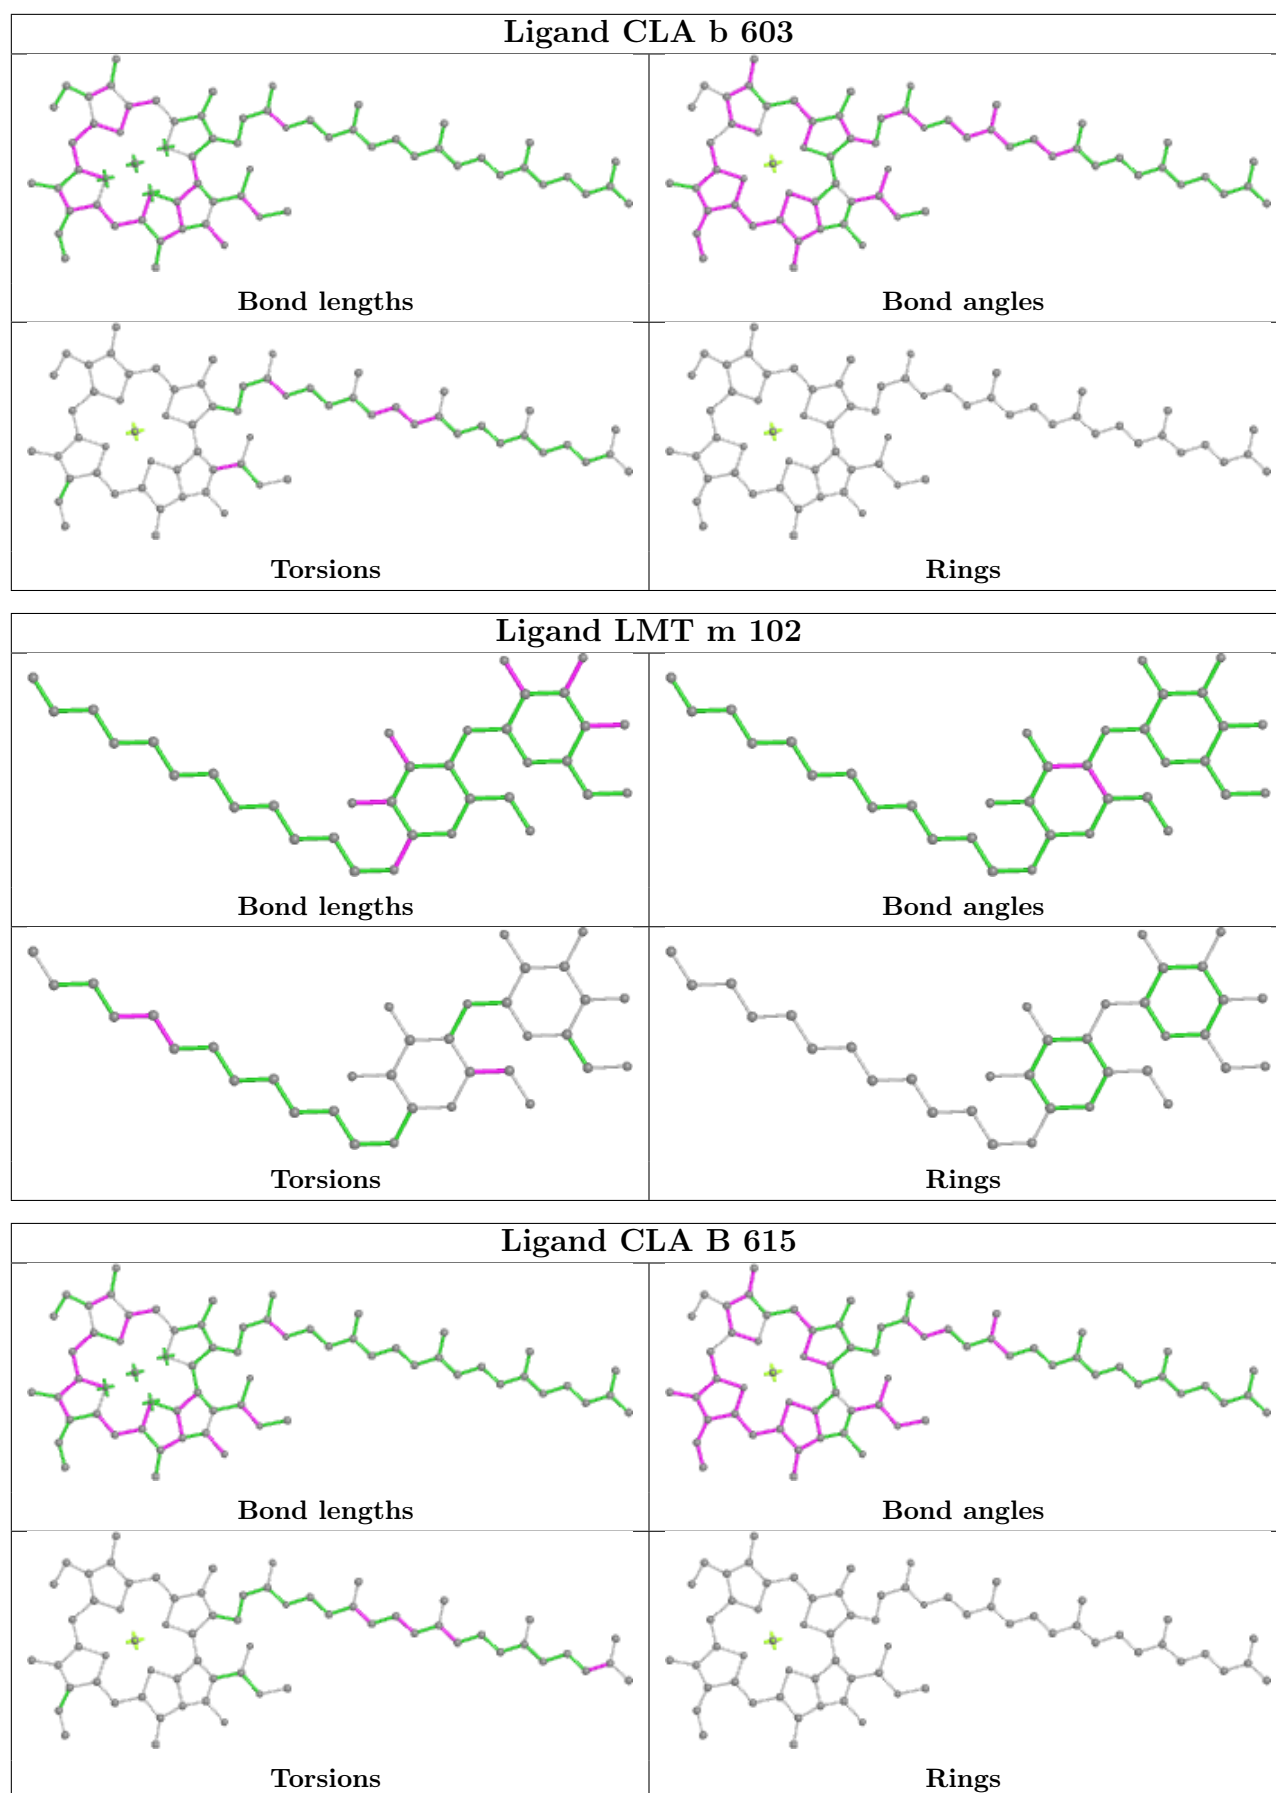 Ligand CLA b 603
Bond lengths
Bond angles
Torsions
Rings
Ligand LMT m 102
Bond lengths
Bond angles
Torsions
Rings
Ligand CLA B 615
Bond lengths
Bond angles
Torsions
Rings